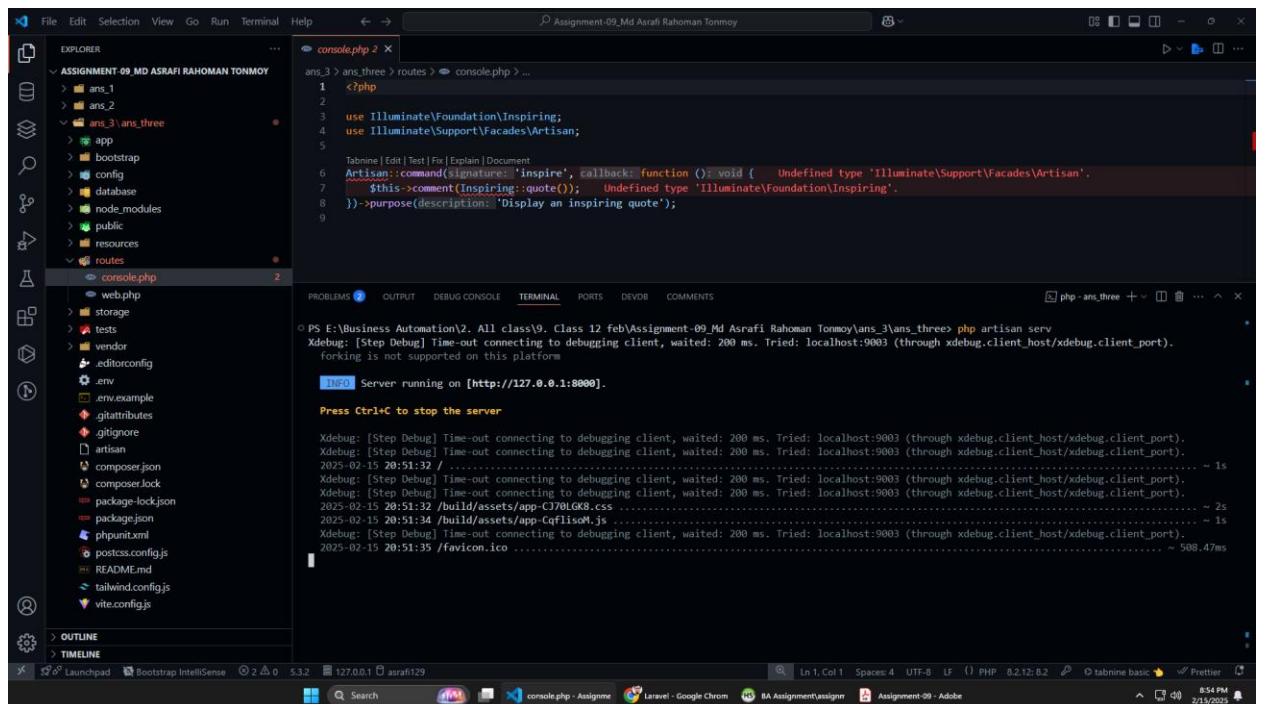 File Edit Selection View Go Run Terminal Help
Assignment-09_Md Asrafi Rahoman Tonmoy
EXPLORER
ASSIGNMENT-09_MD ASRAFI RAHOMAN TONMOY
ans_1
ans_2
ans_3\ans_three
app
bootstrap
config
database
node_modules
public
resources
routes
console.php 2
web.php
storage
tests
vendor
.editorconfig
.env
.env.example
.gitattributes
.gitignore
artisan
composer.json
composer.lock
package-lock.json
package.json
phpunit.xml
postcss.config.js
README.md
tailwind.config.js
vite.config.js
OUTLINE
TIMELINE
console.php 2
ans_3 > ans_three > routes > console.php > ...
1 <?php
2
3 use Illuminate\Foundation\Inspiring;
4 use Illuminate\Support\Facades\Artisan;
5
Tabnine | Edit | Test | Fix | Explain | Document
6 Artisan::command(signature: 'inspire', callback: function (): void { Undefined type 'Illuminate\Support\Facades\Artisan'.
7 $this->comment(Inspiring::quote()); Undefined type 'Illuminate\Foundation\Inspiring'.
8 })->purpose(description: 'Display an inspiring quote');
9
PROBLEMS 2 OUTPUT DEBUG CONSOLE TERMINAL PORTS DEVDB COMMENTS
php - ans_three
PS E:\Business Automation\2. All class\9. Class 12 feb\Assignment-09_Md Asrafi Rahoman Tonmoy\ans_3\ans_three> php artisan serv
Xdebug: [Step Debug] Time-out connecting to debugging client, waited: 200 ms. Tried: localhost:9003 (through xdebug.client_host/xdebug.client_port).
forking is not supported on this platform
INFO Server running on [http://127.0.0.1:8000].
Press Ctrl+C to stop the server
Xdebug: [Step Debug] Time-out connecting to debugging client, waited: 200 ms. Tried: localhost:9003 (through xdebug.client_host/xdebug.client_port).
Xdebug: [Step Debug] Time-out connecting to debugging client, waited: 200 ms. Tried: localhost:9003 (through xdebug.client_host/xdebug.client_port).
2025-02-15 20:51:32 / ........ ~ 1s
Xdebug: [Step Debug] Time-out connecting to debugging client, waited: 200 ms. Tried: localhost:9003 (through xdebug.client_host/xdebug.client_port).
Xdebug: [Step Debug] Time-out connecting to debugging client, waited: 200 ms. Tried: localhost:9003 (through xdebug.client_host/xdebug.client_port).
2025-02-15 20:51:32 /build/assets/app-CJ70LGK8.css ........ ~ 2s
2025-02-15 20:51:34 /build/assets/app-CqflisoM.js ........ ~ 1s
Xdebug: [Step Debug] Time-out connecting to debugging client, waited: 200 ms. Tried: localhost:9003 (through xdebug.client_host/xdebug.client_port).
2025-02-15 20:51:35 /favicon.ico ........ ~ 508.47ms
Launchpad Bootstrap IntelliSense 2 0 5.3.2 127.0.0.1 asrafi129 Ln 1, Col 1 Spaces: 4 UTF-8 LF {} PHP 8.2.12: 8.2 tabnine basic Prettier
Search console.php - Assignme Laravel - Google Chrom BA Assignment\assignr Assignment-09 - Adobe 8:54 PM
2/15/2025